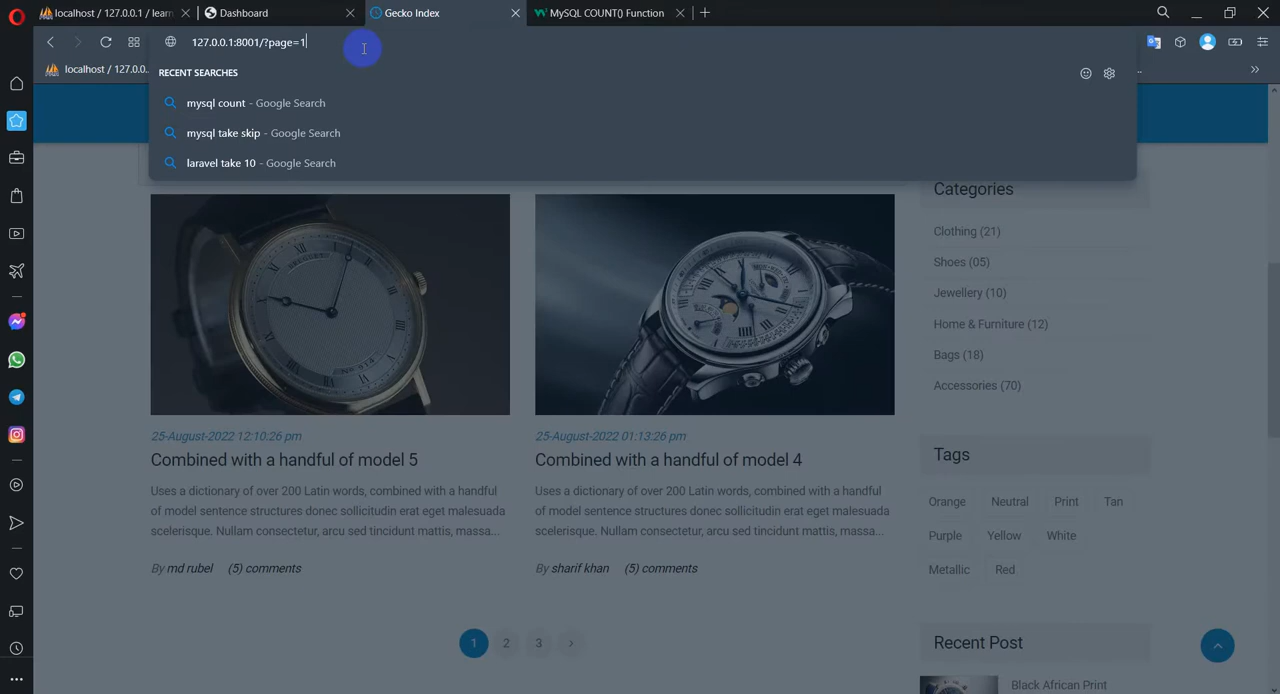 localhost / 127.0.0.1 / learn
Dashboard
Gecko Index
MySQL COUNT() Function
127.0.0.1:8001/?page=1
localhost / 127.0.0...
RECENT SEARCHES
mysql count - Google Search
mysql take skip - Google Search
laravel take 10 - Google Search
Categories
Clothing (21)
Shoes (05)
Jewellery (10)
Home & Furniture (12)
Bags (18)
Accessories (70)
25-August-2022 12:10:26 pm
Combined with a handful of model 5
Uses a dictionary of over 200 Latin words, combined with a handful
of model sentence structures donec sollicitudin erat eget malesuada
scelerisque. Nullam consectetur, arcu sed tincidunt mattis, massa...
By md rubel (5) comments
25-August-2022 01:13:26 pm
Combined with a handful of model 4
Uses a dictionary of over 200 Latin words, combined with a handful
of model sentence structures donec sollicitudin erat eget malesuada
scelerisque. Nullam consectetur, arcu sed tincidunt mattis, massa...
By sharif khan (5) comments
Tags
Orange Neutral Print Tan
Purple Yellow White
Metallic Red
1 2 3 >
Recent Post
Black African Print